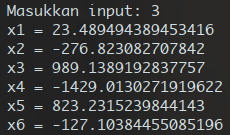 Masukkan input: 3
x1 = 23.489494389453416
x2 = -276.823082707842
x3 = 989.1389192837757
x4 = -1429.0130271919622
x5 = 823.2315239844143
x6 = -127.10384455085196